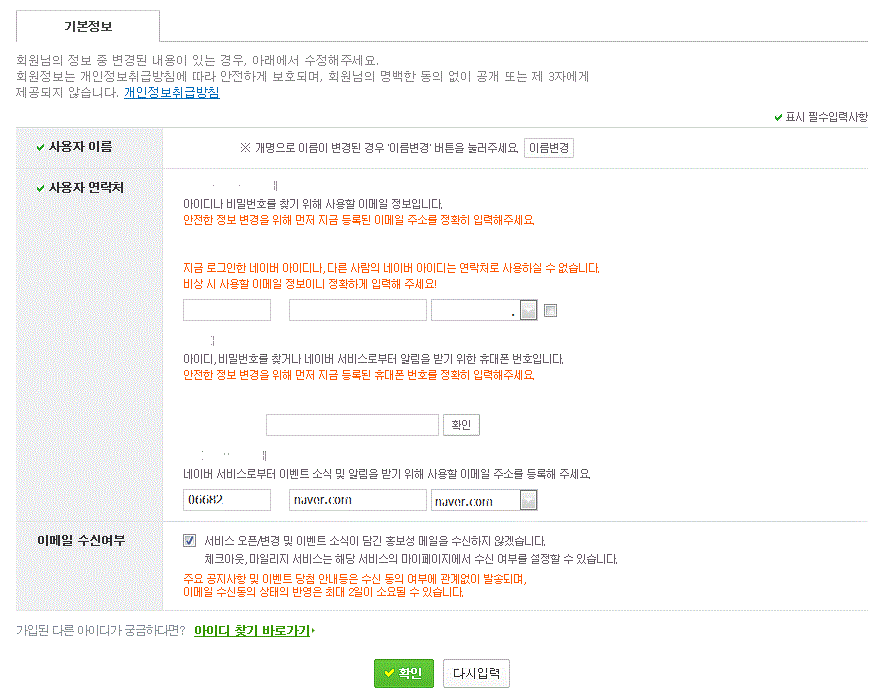 기본정보
회원님의 정보 중 변경된 내용이 있는 경우, 아래에서 수정해주세요.
회원정보는 개인정보취급방침에 따라 안전하게 보호되며, 회원님의 명백한 동의 없이 공개 또는 제 3자에게
제공되지 않습니다. 개인정보취급방침
표시 필수입력사항
사용자 이름
※ 개명으로 이름이 변경된 경우 '이름변경' 버튼을 눌러주세요. 이름변경
사용자 연락처
아이디나 비밀번호를 찾기 위해 사용할 이메일 정보입니다.
안전한 정보 변경을 위해 먼저 지금 등록된 이메일 주소를 정확히 입력해주세요.
지금 로그인한 네이버 아이디나, 다른 사람의 네이버 아이디는 연락처로 사용하실 수 없습니다.
비상 시 사용할 이메일 정보이니 정확하게 입력해 주세요!
아이디, 비밀번호를 찾거나 네이버 서비스로부터 알림을 받기 위한 휴대폰 번호입니다.
안전한 정보 변경을 위해 먼저 지금 등록된 휴대폰 번호를 정확히 입력해주세요.
확인
네이버 서비스로부터 이벤트 소식 및 알림을 받기 위해 사용할 이메일 주소를 등록해 주세요.
06682 naver.com naver.com
이메일 수신여부
서비스 오픈/변경 및 이벤트 소식이 담긴 홍보성 메일을 수신하지 않겠습니다.
체크아웃, 마일리지 서비스는 해당 서비스의 마이페이지에서 수신 여부를 설정할 수 있습니다.
주요 공지사항 및 이벤트 당첨 안내등은 수신 동의 여부에 관계없이 발송되며,
이메일 수신동의 상태의 반영은 최대 2일이 소요될 수 있습니다.
가입된 다른 아이디가 궁금하다면? 아이디 찾기 바로가기
확인 다시입력